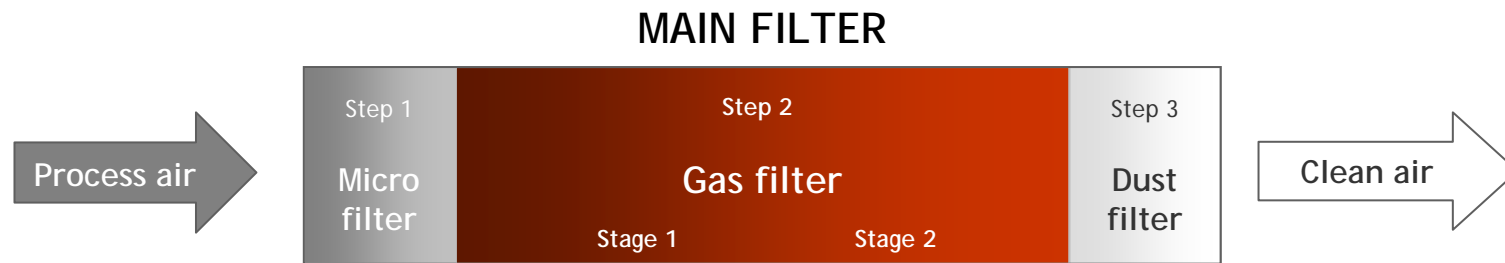 MAIN FILTER
Process air
Step 1
Micro
filter
Step 2
Gas filter
Stage 1
Stage 2
Step 3
Dust
filter
Clean air